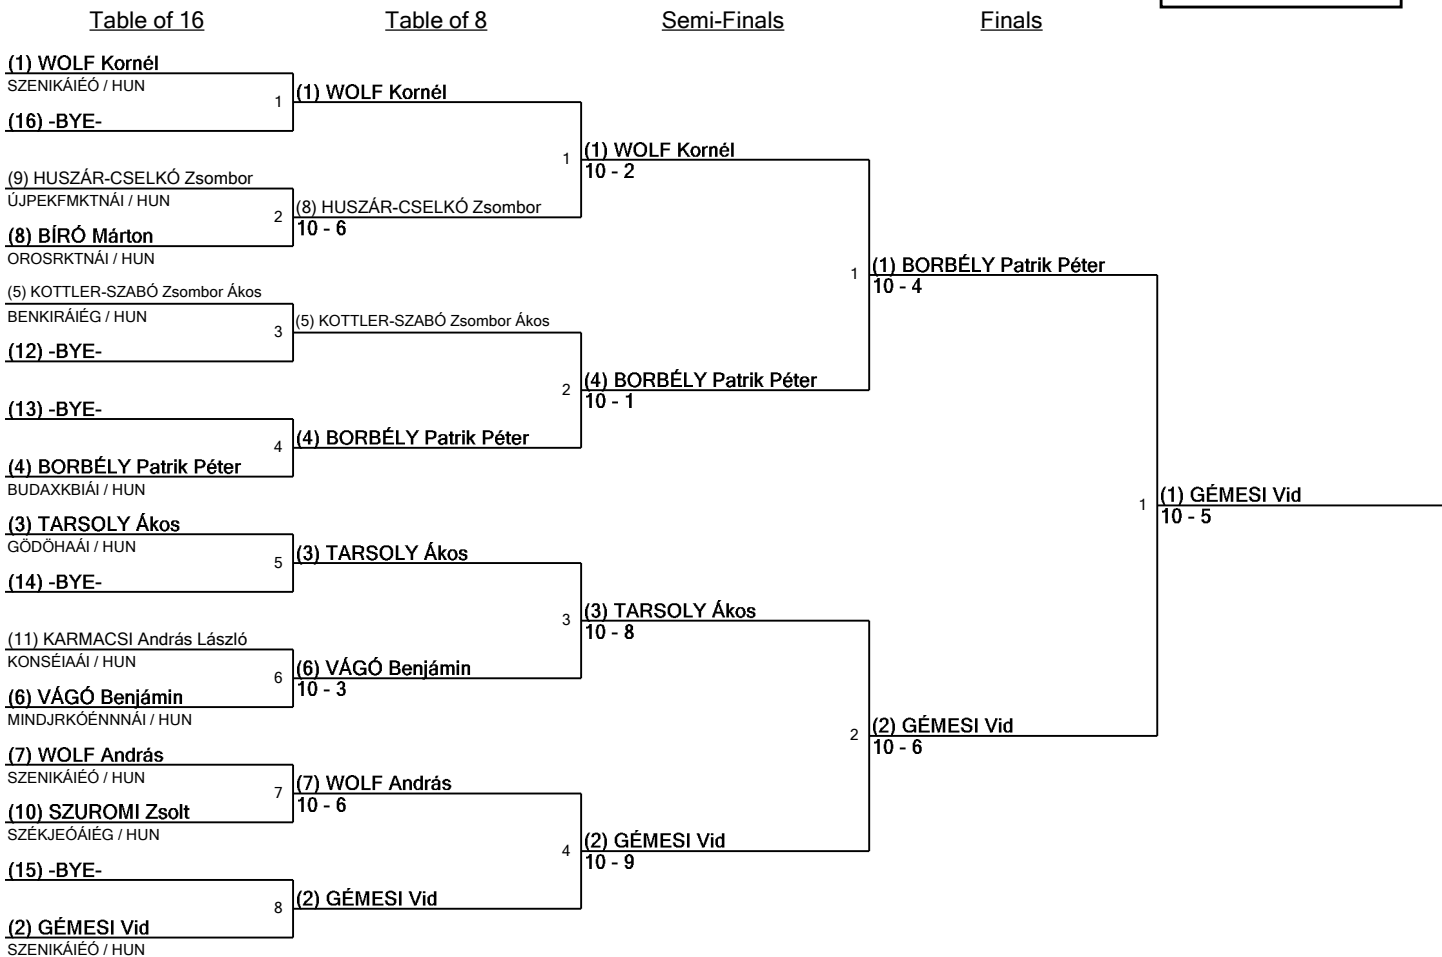 Table of 16
Table of 8
Semi-Finals
Finals
(1) WOLF Kornél
SZENIKÁIÉÓ / HUN
1
(1) WOLF Kornél
(16) -BYE-
1
(1) WOLF Kornél
10 - 2
(9) HUSZÁR-CSELKÓ Zsombor
ÚJPEKFMKTNÁI / HUN
2
(8) HUSZÁR-CSELKÓ Zsombor
10 - 6
(8) BÍRÓ Márton
OROSRKTNÁI / HUN
1
(1) BORBÉLY Patrik Péter
10 - 4
(5) KOTTLER-SZABÓ Zsombor Ákos
BENKIRÁIÉG / HUN
3
(5) KOTTLER-SZABÓ Zsombor Ákos
(12) -BYE-
2
(4) BORBÉLY Patrik Péter
10 - 1
(13) -BYE-
4
(4) BORBÉLY Patrik Péter
(4) BORBÉLY Patrik Péter
BUDAXKBIÁI / HUN
1
(1) GÉMESI Vid
10 - 5
(3) TARSOLY Ákos
GÖDÖHAÁI / HUN
5
(3) TARSOLY Ákos
(14) -BYE-
3
(3) TARSOLY Ákos
10 - 8
(11) KARMACSI András László
KONSÉIAÁI / HUN
6
(6) VÁGÓ Benjámin
10 - 3
(6) VÁGÓ Benjámin
MINDJRKÓÉNNNÁI / HUN
2
(2) GÉMESI Vid
10 - 6
(7) WOLF András
SZENIKÁIÉÓ / HUN
7
(7) WOLF András
10 - 6
(10) SZUROMI Zsolt
SZÉKJEÓÁIÉG / HUN
4
(2) GÉMESI Vid
10 - 9
(15) -BYE-
8
(2) GÉMESI Vid
(2) GÉMESI Vid
SZENIKÁIÉÓ / HUN